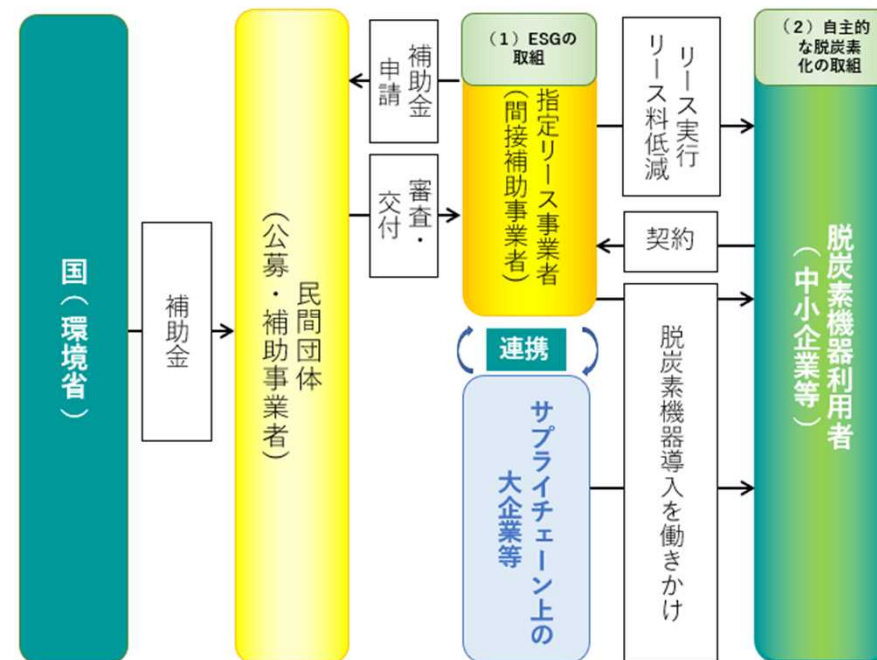 国（環境省）
補助金
民間団体
（公募・補助事業者）
補助金
申請
審査・
交付
（1）ESGの
取組
指定リース事業者
（間接補助事業者）
連携
サプライチェーン上の
大企業等
リース実行
リース料低減
契約
脱炭素機器導入を働きかけ
（2）自主的
な脱炭素
化の取組
脱炭素機器利用者
（中小企業等）